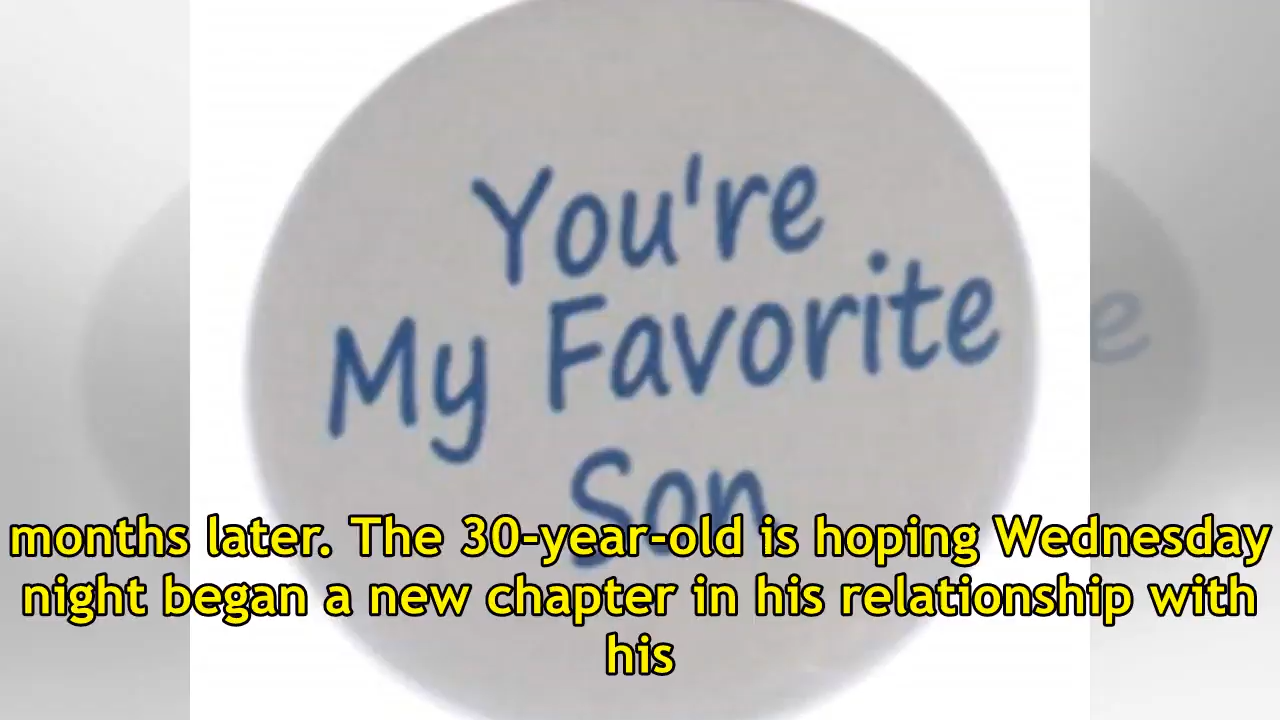 You're
My Favorite
Son
months later. The 30-year-old is hoping Wednesday
night began a new chapter in his relationship with
his